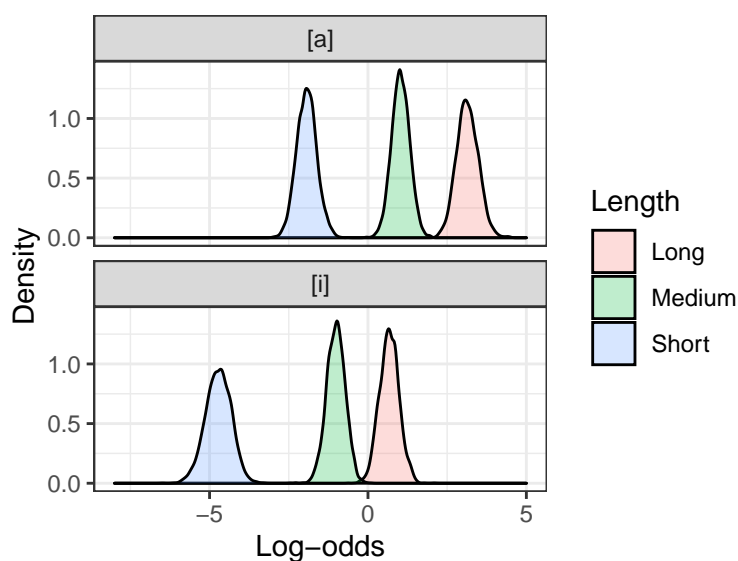 [a]
1.0
0.5
0.0
[i]
1.0
0.5
0.0
−5
0
5
Log−odds
Density
Length
Long
Medium
Short